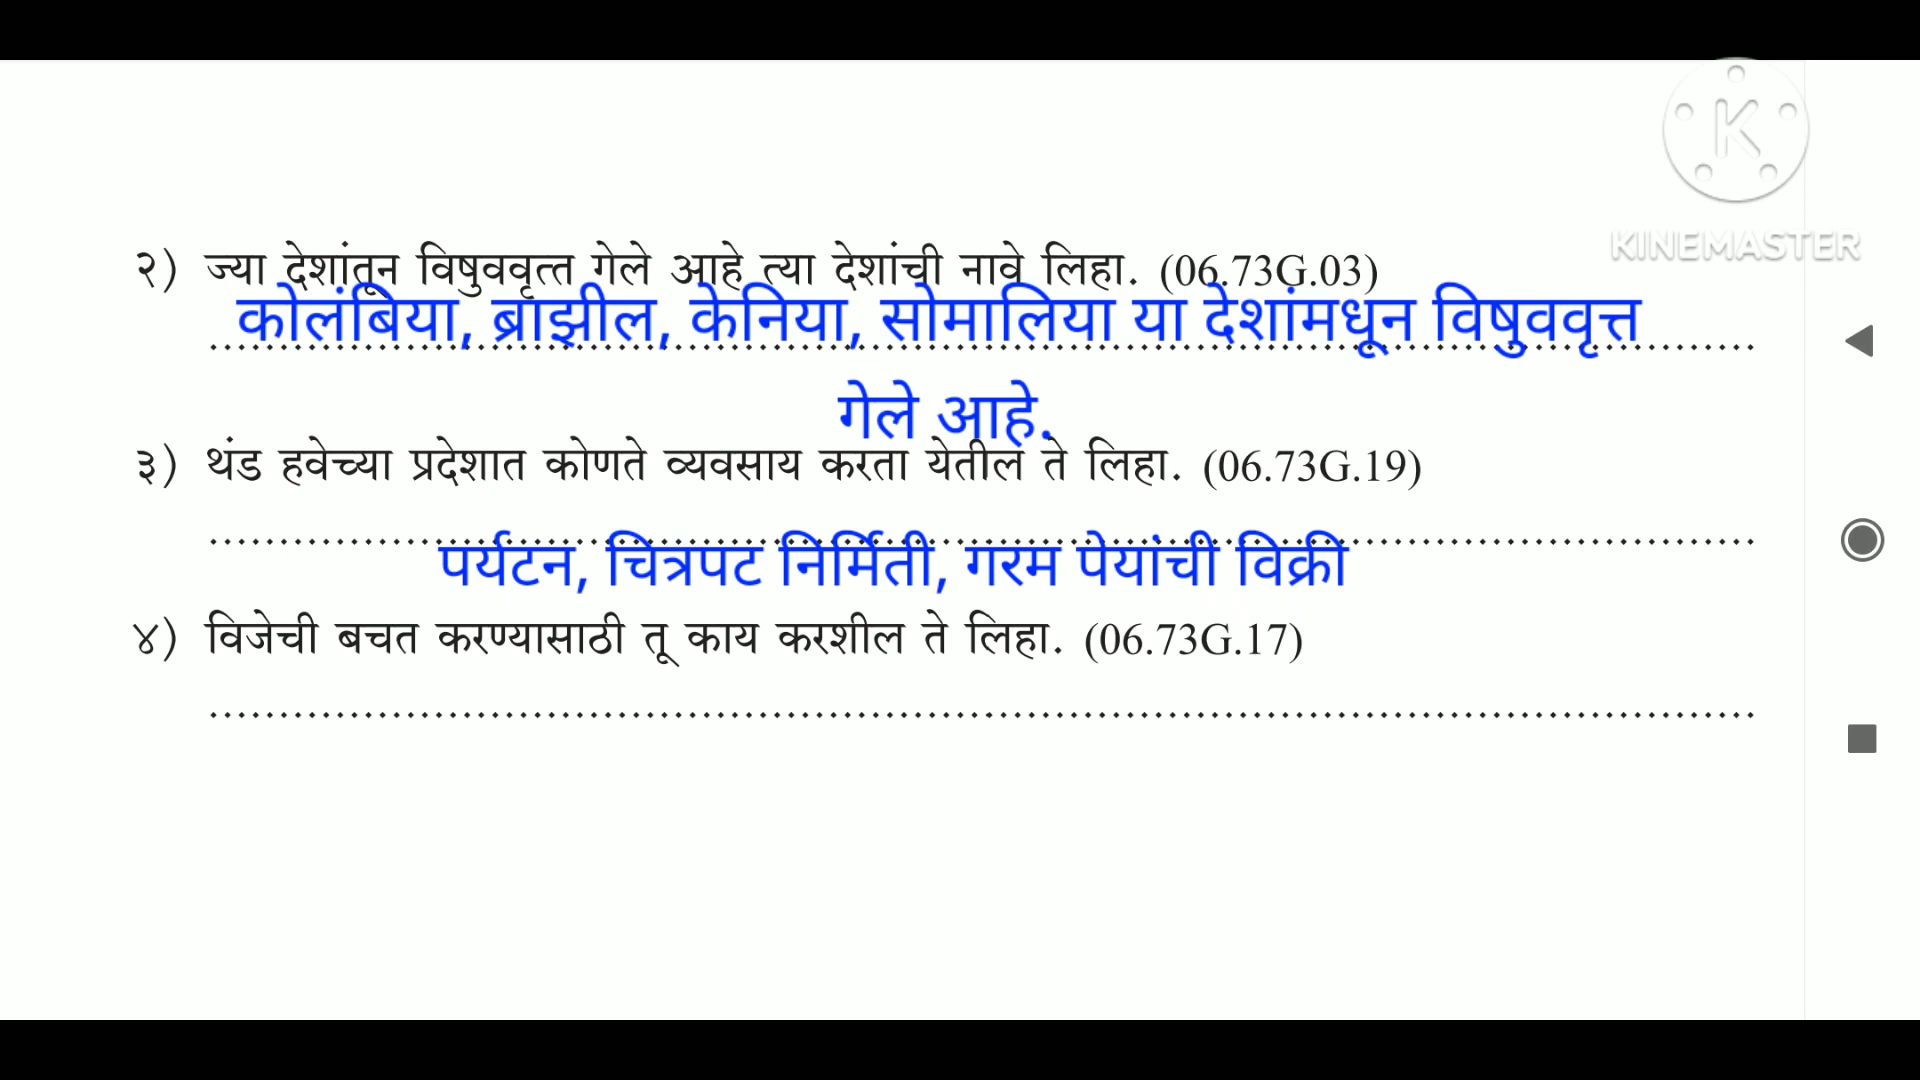 २) ज्या देशांतून विषुववृत्त गेले आहे त्या देशांची नावे लिहा. (06.73G.03)
कोलंबिया, ब्राझील, केनिया, सोमालिया या देशांमधून विषुववृत्त
गेले आहे.
३) थंड हवेच्या प्रदेशात कोणते व्यवसाय करता येतील ते लिहा. (06.73G.19)
पर्यटन, चित्रपट निर्मिती, गरम पेयांची विक्री
४) विजेची बचत करण्यासाठी तू काय करशील ते लिहा. (06.73G.17)
K
KINEMASTER